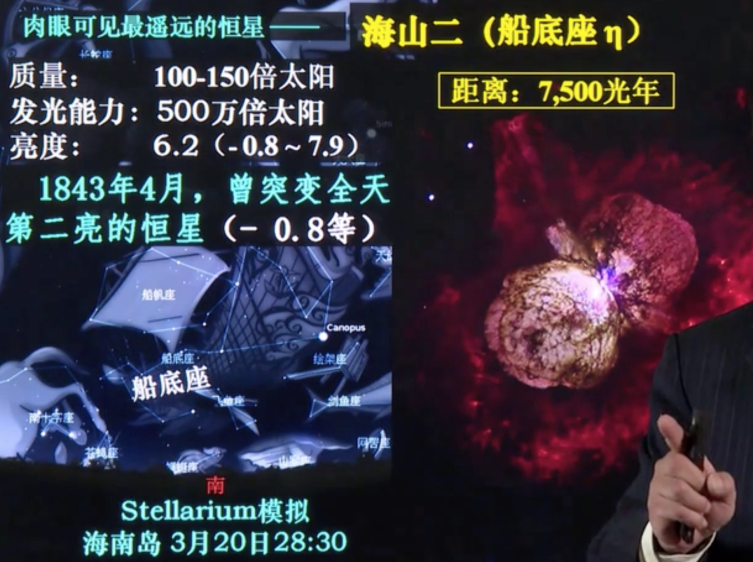 肉眼可见最遥远的恒星——
海山二（船底座η）
距离：7,500光年
质量： 100-150倍太阳
发光能力：500万倍太阳
亮度： 6.2（-0.8～7.9）
1843年4月，曾突变全天
第二亮的恒星（- 0.8等）
船帆座
Canopus
船底座
绘架座
船底座
飞鱼座
剑鱼座
南十字座
苍蝇座
网罟座
山案座
南
Stellarium模拟
海南岛 3月20日28:30